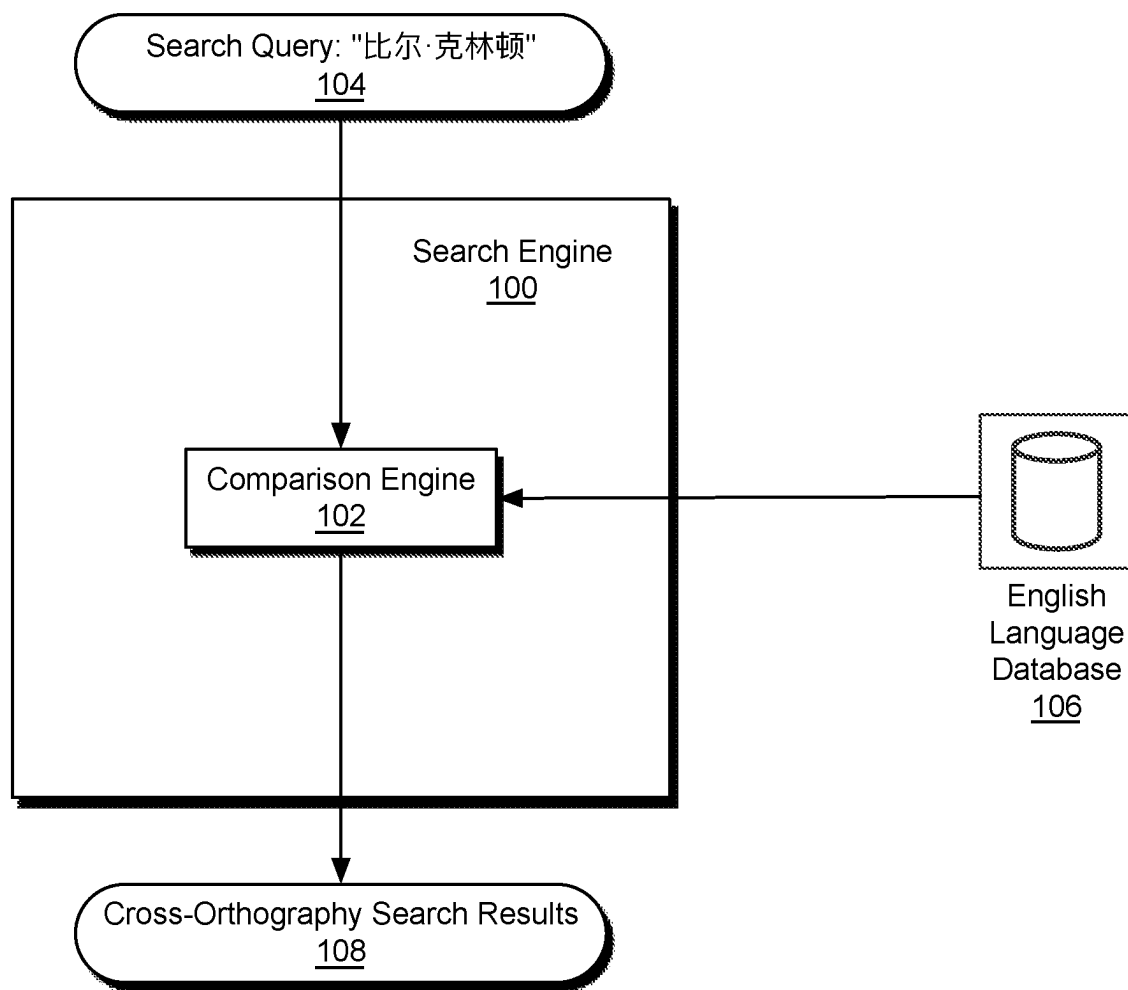 Search Query: "比尔·克林顿"
104
Search Engine
100
Comparison Engine
102
English
Language
Database
106
Cross-Orthography Search Results
108